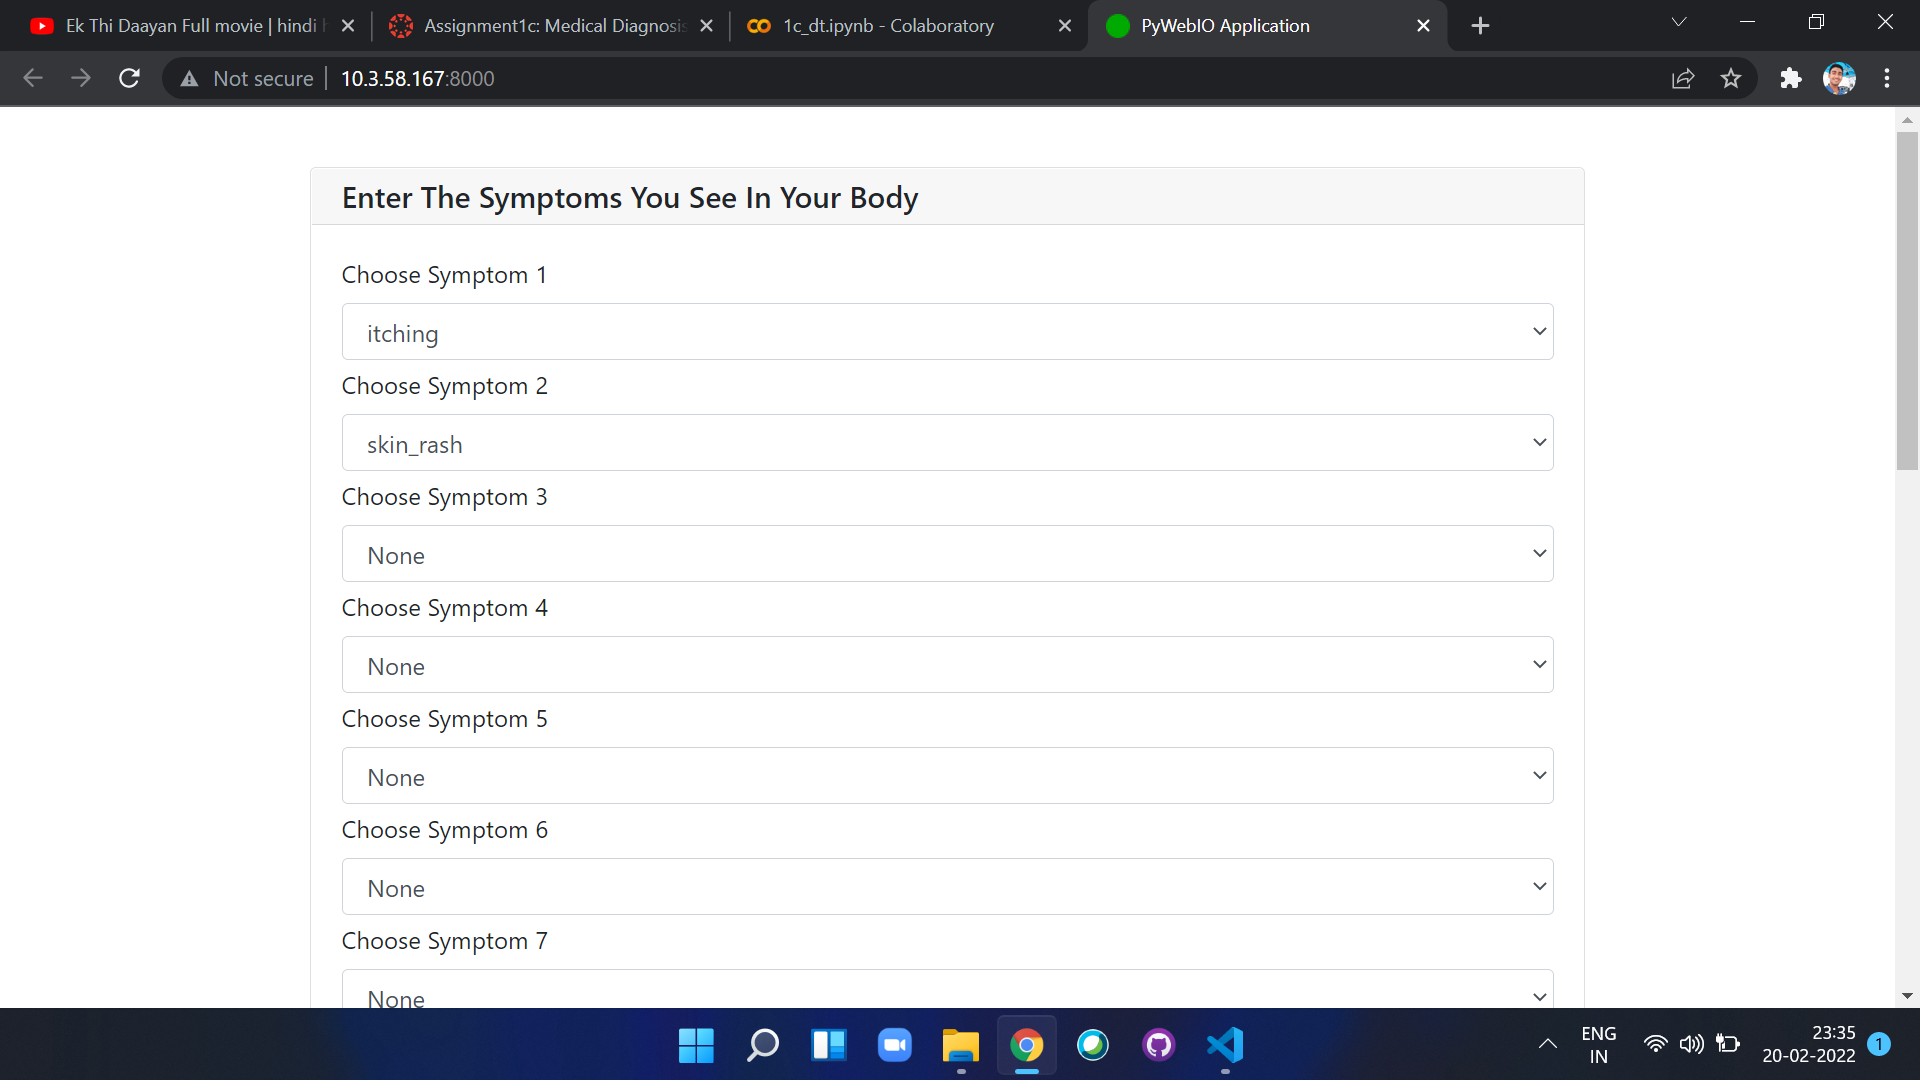 Ek Thi Daayan Full movie | hindi h
Assignment1c: Medical Diagnosis
1c_dt.ipynb - Colaboratory
PyWebIO Application
Not secure
10.3.58.167:8000
Enter The Symptoms You See In Your Body
Choose Symptom 1
itching
Choose Symptom 2
skin_rash
Choose Symptom 3
None
Choose Symptom 4
None
Choose Symptom 5
None
Choose Symptom 6
None
Choose Symptom 7
None
ENG
IN
23:35
20-02-2022
1